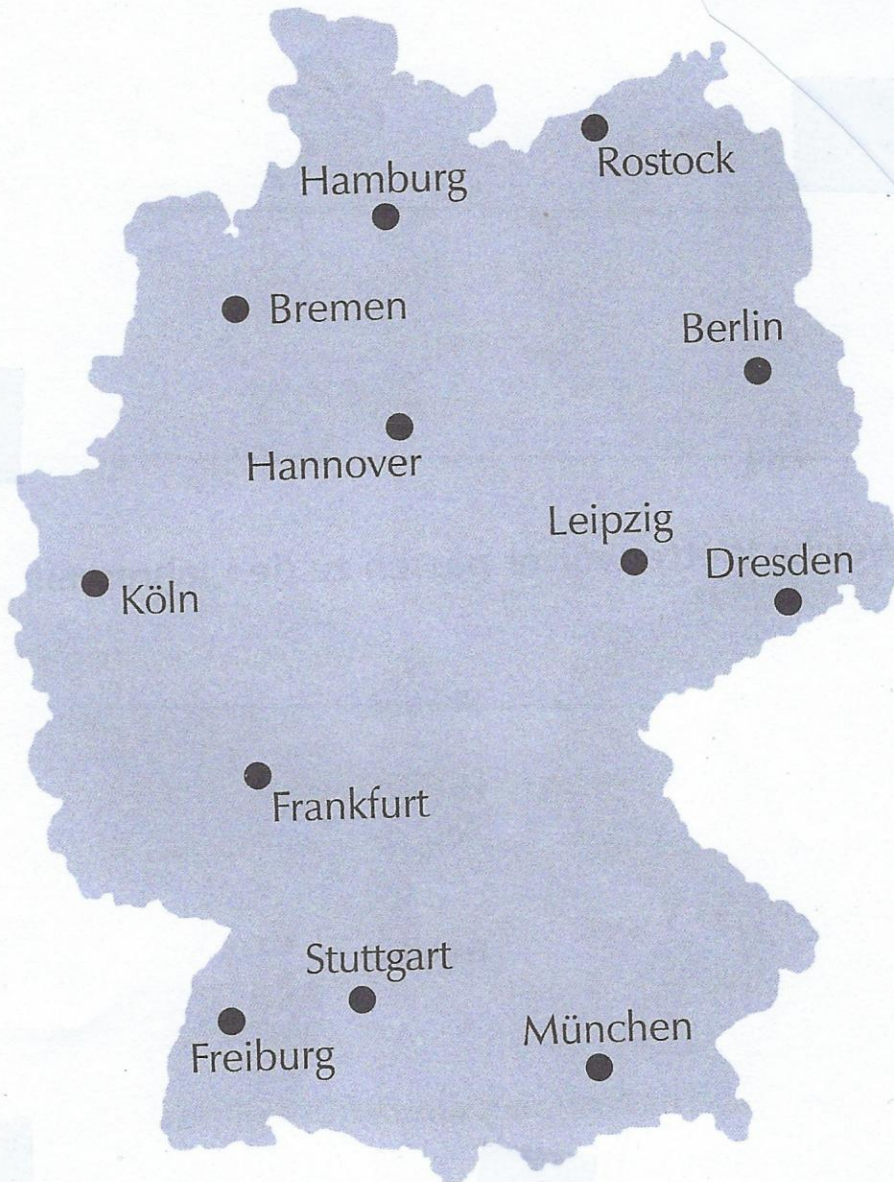 Rostock
Hamburg
Bremen
Berlin
Hannover
Leipzig
Dresden
Köln
Frankfurt
Stuttgart
München
Freiburg